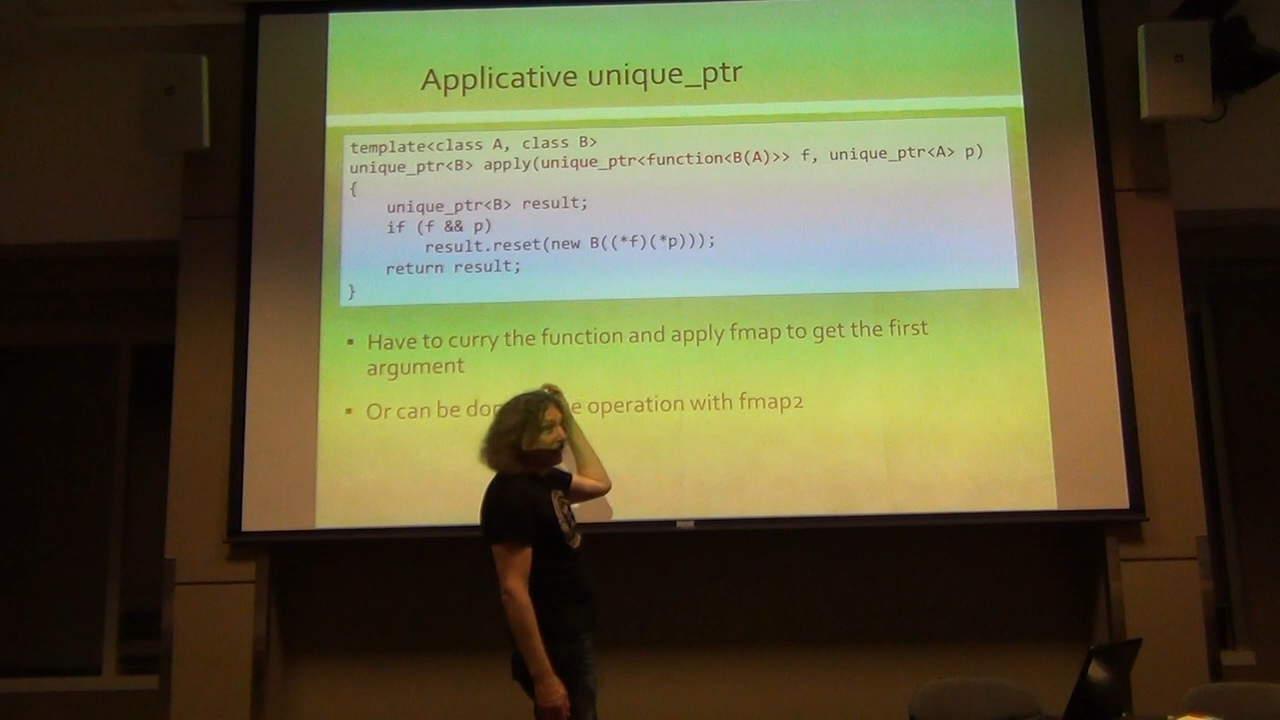 Applicative unique_ptr
template<class A, class B>
unique_ptr<B> apply(unique_ptr<function<B(A)>> f, unique_ptr<A> p)
{
    unique_ptr<B> result;
    if (f && p)
        result.reset(new B((*f)(*p)));
    return result;
}
▪ Have to curry the function and apply fmap to get the first
argument
▪ Or can be operation with fmap2